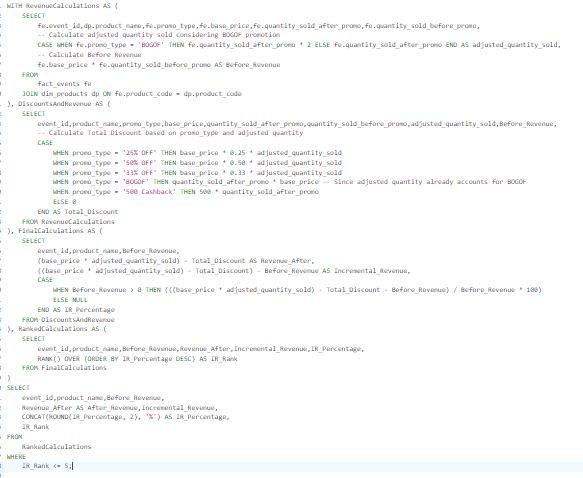 WITH RevenueCalculations AS (
SELECT
fe.event_id,dp.product_name,fe.promo_type,fe.base_price,fe.quantity_sold_after_promo,fe.quantity_sold_before_promo,
-- Calculate adjusted quantity sold considering BOGOF promotion
CASE WHEN fe.promo_type = 'BOGOF' THEN fe.quantity_sold_after_promo * 2 ELSE fe.quantity_sold_after_promo END AS adjusted_quantity_sold,
-- Calculate Before Revenue
fe.base_price * fe.quantity_sold_before_promo AS Before_Revenue
FROM
fact_events fe
JOIN dim_products dp ON fe.product_code = dp.product_code
), DiscountsAndRevenue AS (
SELECT
event_id,product_name,promo_type,base_price,quantity_sold_after_promo,quantity_sold_before_promo,adjusted_quantity_sold,Before_Revenue,
-- Calculate Total Discount based on promo_type and adjusted quantity
CASE
WHEN promo_type = '25% OFF' THEN base_price * 0.25 * adjusted_quantity_sold
WHEN promo_type = '50% OFF' THEN base_price * 0.50 * adjusted_quantity_sold
WHEN promo_type = '33% OFF' THEN base_price * 0.33 * adjusted_quantity_sold
WHEN promo_type = 'BOGOF' THEN quantity_sold_after_promo * base_price -- Since adjusted quantity already accounts for BOGOF
WHEN promo_type = '500 Cashback' THEN 500 * quantity_sold_after_promo
ELSE 0
END AS Total_Discount
FROM RevenueCalculations
), FinalCalculations AS (
SELECT
event_id,product_name,Before_Revenue,
(base_price * adjusted_quantity_sold) - Total_Discount AS Revenue_After,
((base_price * adjusted_quantity_sold) - Total_Discount) - Before_Revenue AS Incremental_Revenue,
CASE
WHEN Before_Revenue > 0 THEN (((base_price * adjusted_quantity_sold) - Total_Discount - Before_Revenue) / Before_Revenue * 100)
ELSE NULL
END AS IR_Percentage
FROM DiscountsAndRevenue
), RankedCalculations AS (
SELECT
event_id,product_name,Before_Revenue,Revenue_After,Incremental_Revenue,IR_Percentage,
RANK() OVER (ORDER BY IR_Percentage DESC) AS IR_Rank
FROM FinalCalculations
)
SELECT
event_id,product_name,Before_Revenue,
Revenue_After AS After_Revenue,Incremental_Revenue,
CONCAT(ROUND(IR_Percentage, 2), '%') AS IR_Percentage,
IR_Rank
FROM
RankedCalculations
WHERE
IR_Rank <= 5;